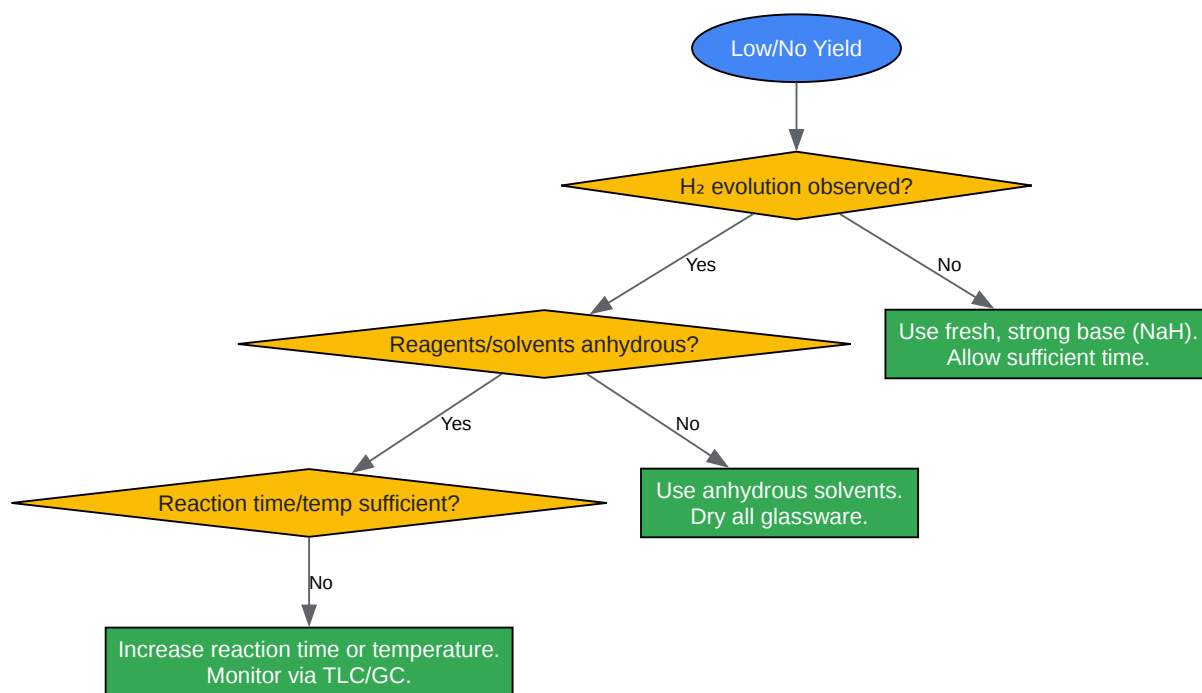 Low/No Yield
H₂ evolution observed?
Yes
No
Reagents/solvents anhydrous?
Use fresh, strong base (NaH).
Allow sufficient time.
Yes
No
Reaction time/temp sufficient?
Use anhydrous solvents.
Dry all glassware.
No
Increase reaction time or temperature.
Monitor via TLC/GC.